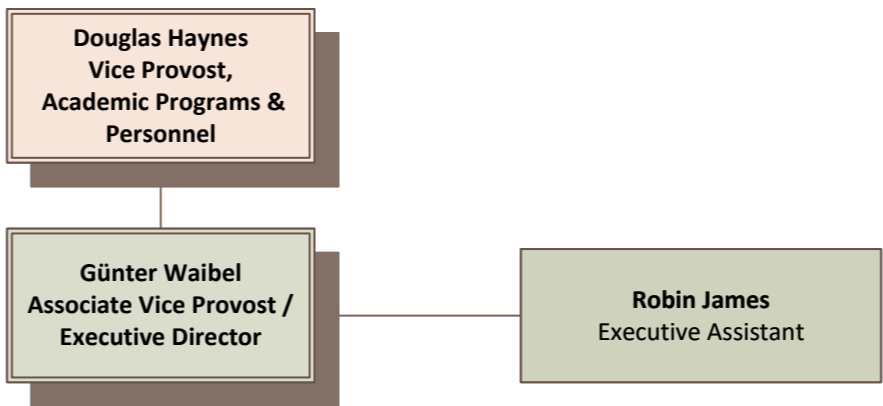 Douglas Haynes
Vice Provost,
Academic Programs &
Personnel
Günter Waibel
Associate Vice Provost /
Executive Director
Robin James
Executive Assistant